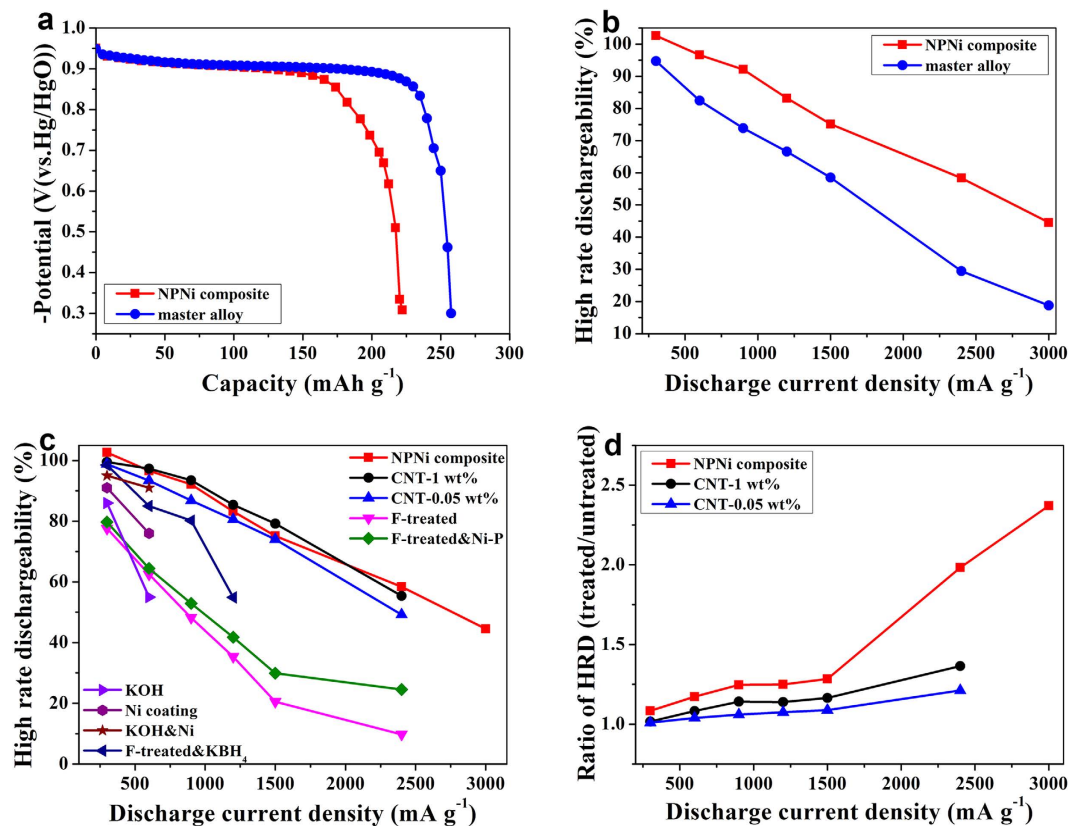 a
-Potential (V(vs.Hg/HgO))
1.0
0.9
0.8
0.7
0.6
0.5
0.4
0.3
NPNi composite
master alloy
0 50 100 150 200 250 300
Capacity (mAh g⁻¹)
b
High rate dischargeability (%)
100
90
80
70
60
50
40
30
20
10
NPNi composite
master alloy
500 1000 1500 2000 2500 3000
Discharge current density (mA g⁻¹)
c
High rate dischargeability (%)
100
80
60
40
20
0
NPNi composite
CNT-1 wt%
CNT-0.05 wt%
F-treated
F-treated&Ni-P
KOH
Ni coating
KOH&Ni
F-treated&KBH₄
500 1000 1500 2000 2500 3000
Discharge current density (mA g⁻¹)
d
Ratio of HRD (treated/untreated)
2.5
2.0
1.5
1.0
NPNi composite
CNT-1 wt%
CNT-0.05 wt%
500 1000 1500 2000 2500 3000
Discharge current density (mA g⁻¹)